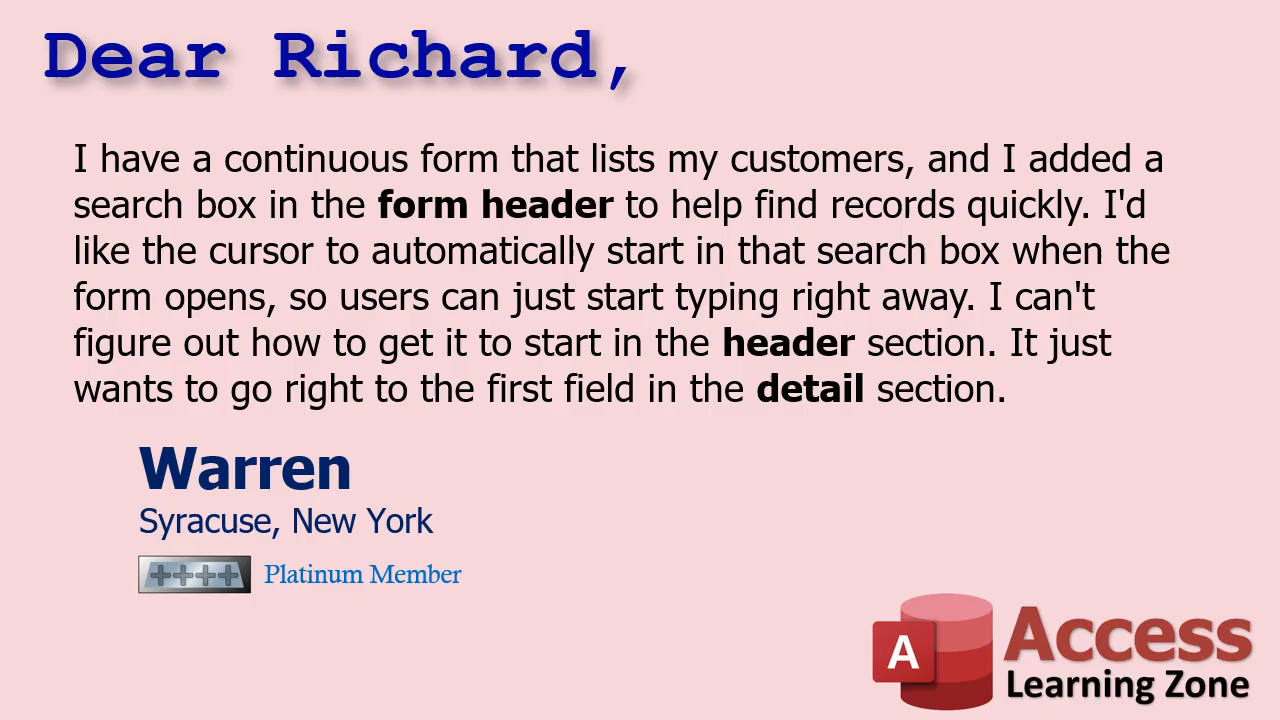 Dear Richard,
I have a continuous form that lists my customers, and I added a
search box in the form header to help find records quickly. I'd
like the cursor to automatically start in that search box when the
form opens, so users can just start typing right away. I can't
figure out how to get it to start in the header section. It just
wants to go right to the first field in the detail section.
Warren
Syracuse, New York
Platinum Member
A
Access
Learning Zone